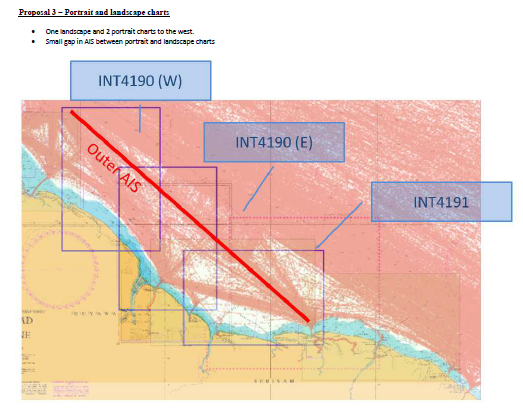 Proposal 3 – Portrait and landscape charts
• One landscape and 2 portrait charts to the west.
• Small gap in AIS between portrait and landscape charts
INT4190 (W)
INT4190 (E)
Outer AIS
INT4191
SURINAM